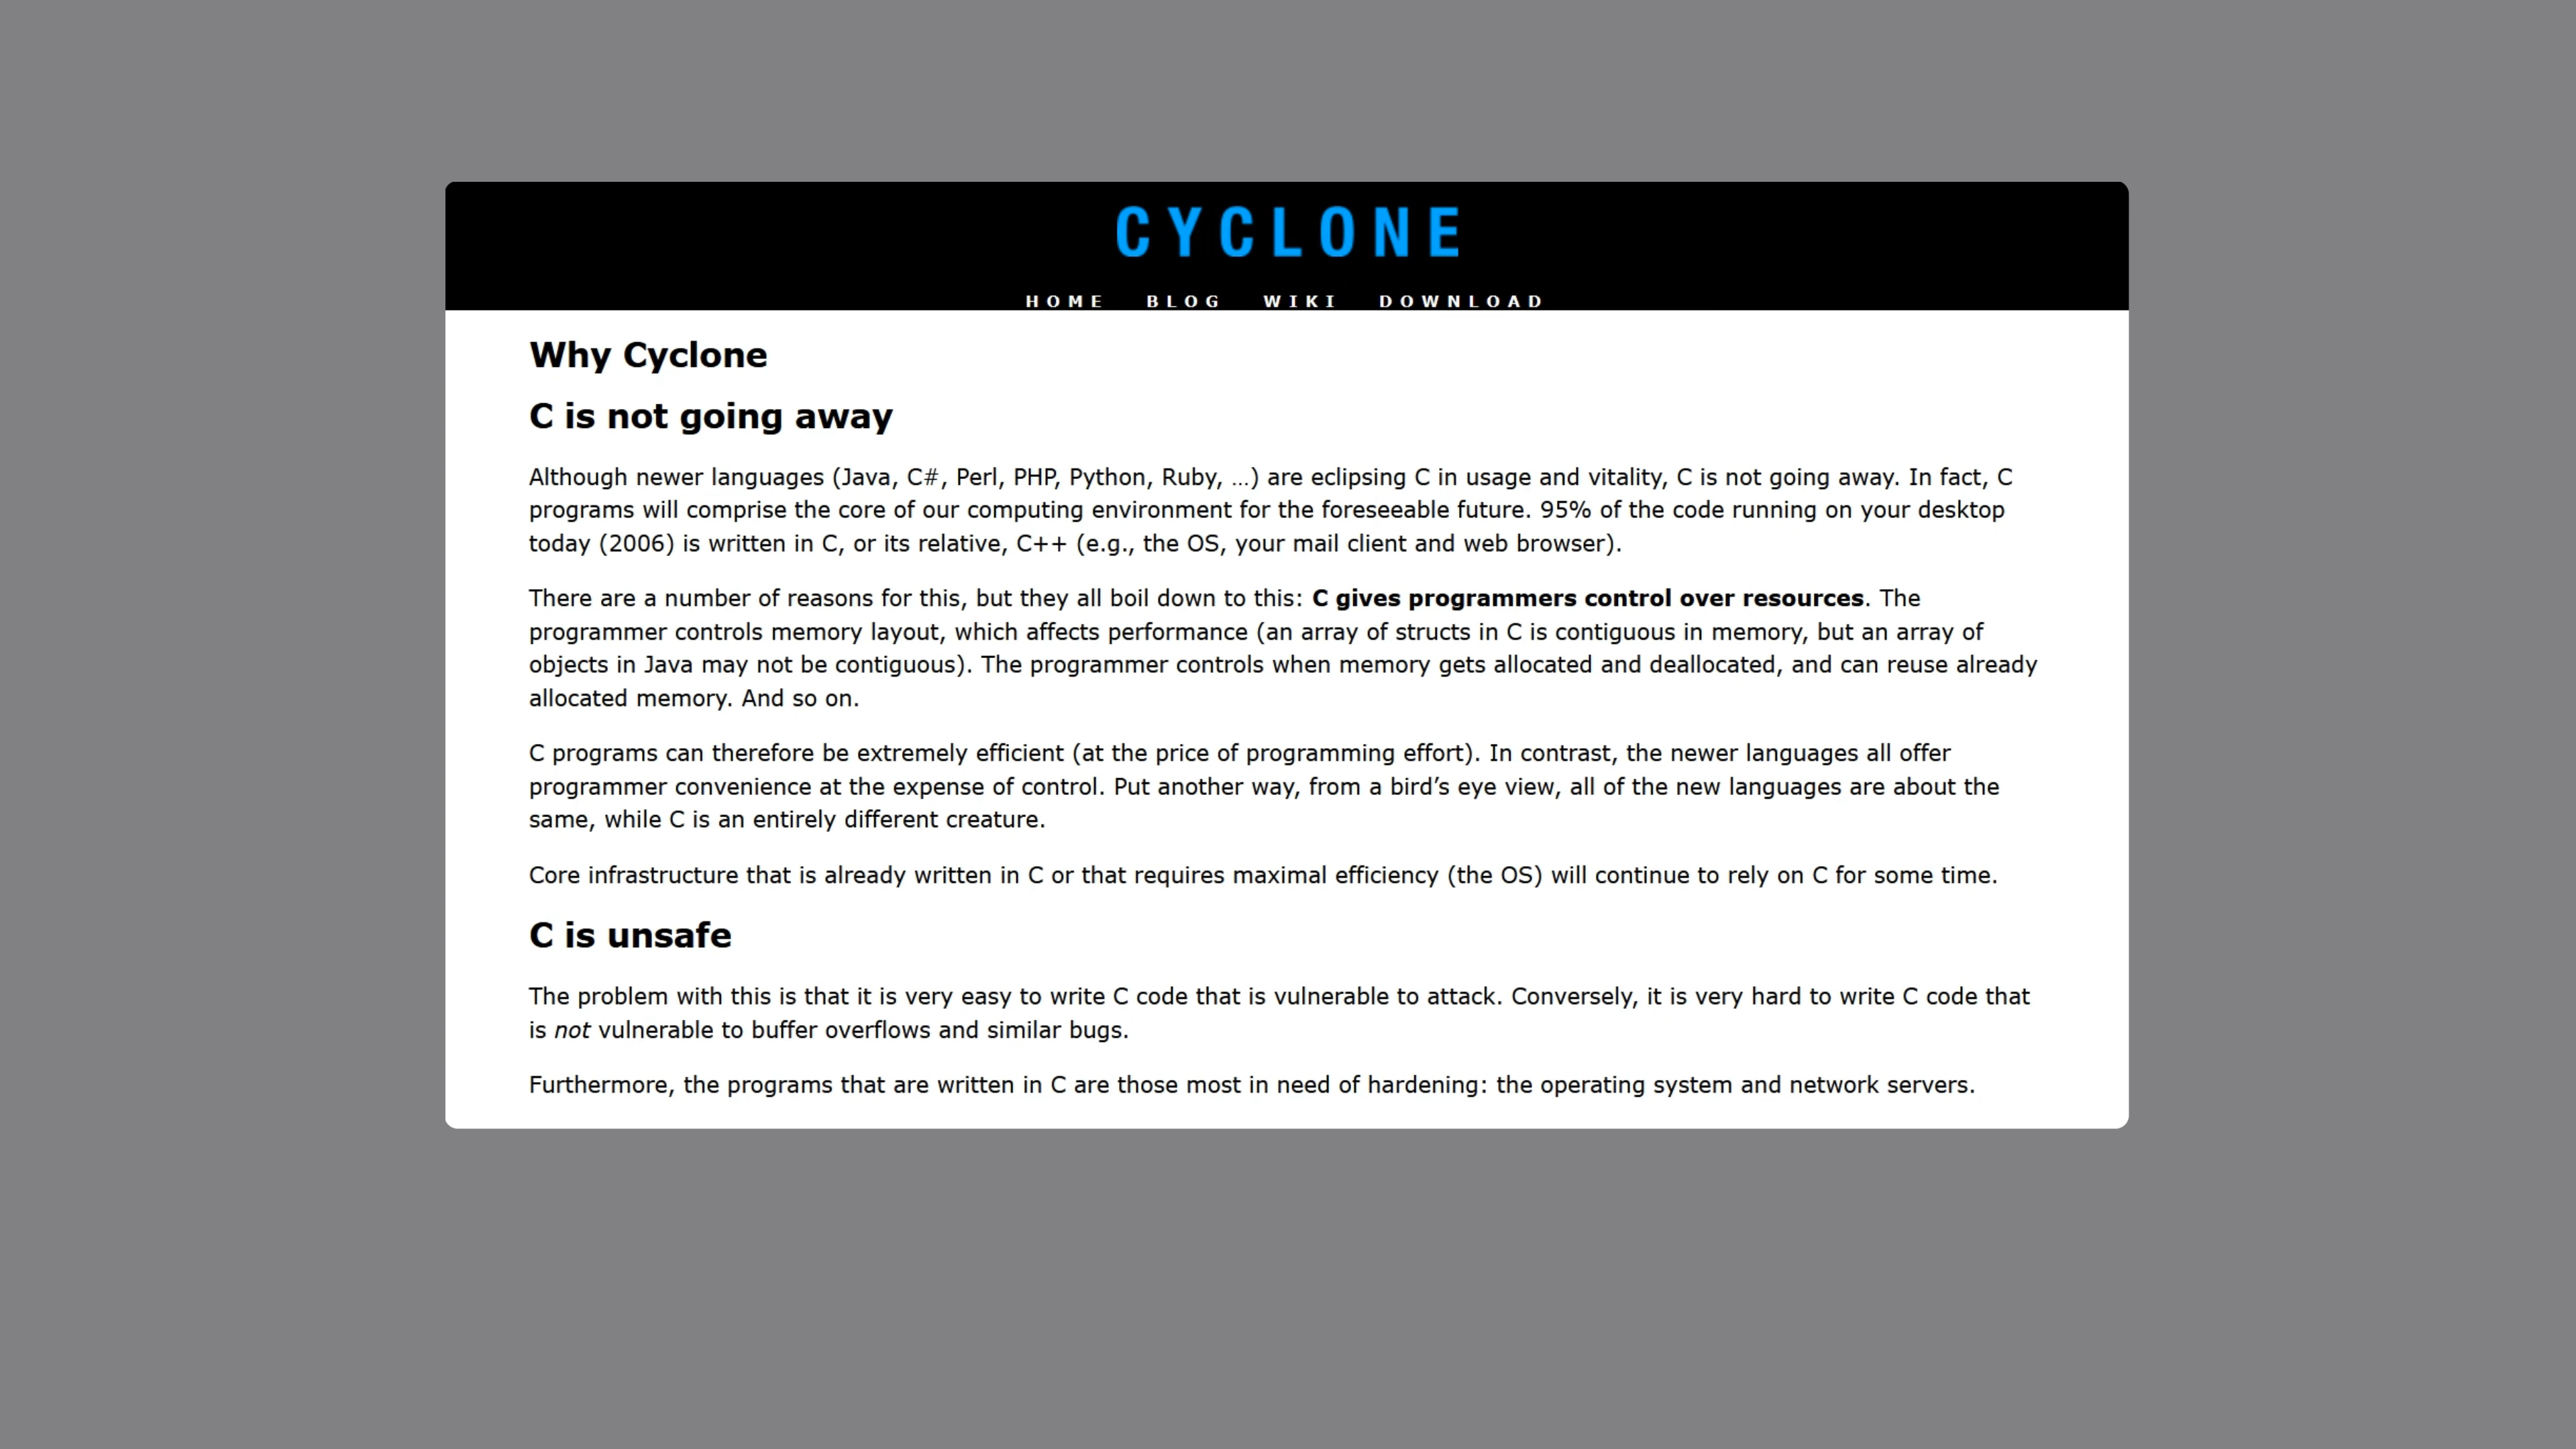 CYCLONE
HOME BLOG WIKI DOWNLOAD
Why Cyclone
C is not going away
Although newer languages (Java, C#, Perl, PHP, Python, Ruby, ...) are eclipsing C in usage and vitality, C is not going away. In fact, C
programs will comprise the core of our computing environment for the foreseeable future. 95% of the code running on your desktop
today (2006) is written in C, or its relative, C++ (e.g., the OS, your mail client and web browser).
There are a number of reasons for this, but they all boil down to this: C gives programmers control over resources. The
programmer controls memory layout, which affects performance (an array of structs in C is contiguous in memory, but an array of
objects in Java may not be contiguous). The programmer controls when memory gets allocated and deallocated, and can reuse already
allocated memory. And so on.
C programs can therefore be extremely efficient (at the price of programming effort). In contrast, the newer languages all offer
programmer convenience at the expense of control. Put another way, from a bird’s eye view, all of the new languages are about the
same, while C is an entirely different creature.
Core infrastructure that is already written in C or that requires maximal efficiency (the OS) will continue to rely on C for some time.
C is unsafe
The problem with this is that it is very easy to write C code that is vulnerable to attack. Conversely, it is very hard to write C code that
is not vulnerable to buffer overflows and similar bugs.
Furthermore, the programs that are written in C are those most in need of hardening: the operating system and network servers.